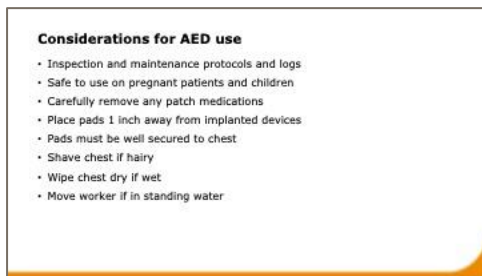 Considerations for AED use
• Inspection and maintenance protocols and logs
• Safe to use on pregnant patients and children
• Carefully remove any patch medications
• Place pads 1 inch away from implanted devices
• Pads must be well secured to chest
• Shave chest if hairy
• Wipe chest dry if wet
• Move worker if in standing water